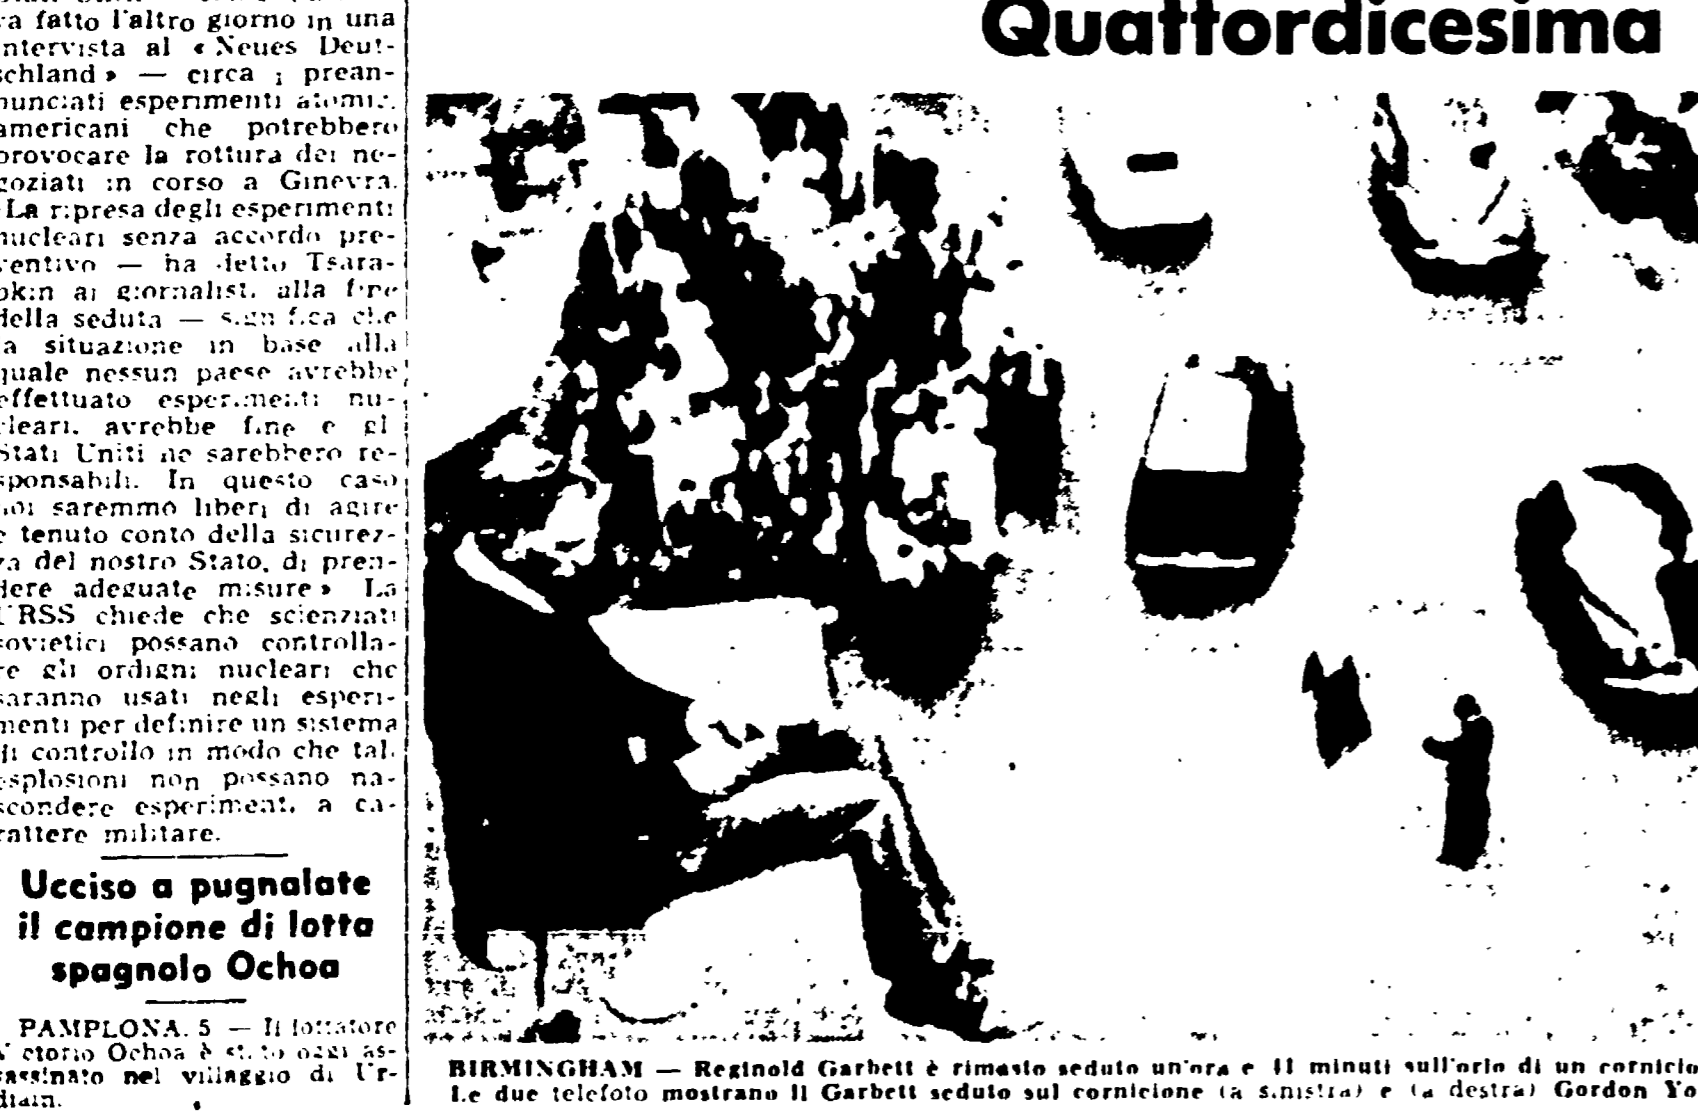 va fatto l'altro giorno in una
intervista al « Neues Deut-
schland » — circa i prean-
nunciati esperimenti atomic.
americani che potrebbero
provocare la rottura dei ne-
goziati in corso a Ginevra.
La ripresa degli esperimenti
nucleari senza accordo pre-
ventivo — ha detto Tsara-
pkin ai giornalisti. alla fine
della seduta — significa che
la situazione in base alla
quale nessun paese avrebbe
effettuato esperimenti nu-
cleari, avrebbe fine e gli
Stati Uniti ne sarebbero re-
sponsabili. In questo caso
noi saremmo liberi di agire
e tenuto conto della sicurez-
za del nostro Stato, di pren-
dere adeguate misure » La
URSS chiede che scienziati
sovietici possano controlla-
re gli ordigni nucleari che
saranno usati negli esperi-
menti per definire un sistema
di controllo in modo che tali
esplosioni non possano na-
scondere esperimenti a ca-
rattere militare.
Ucciso a pugnalate
il campione di lotta
spagnolo Ochoa
PAMPLONA. 5 — Il lottatore
Vctorio Ochoa è stato oggi as-
sassinato nel villaggio di Ur-
diain.
Quattordicesima
BIRMINGHAM — Reginold Garbett è rimasto seduto un'ora e 41 minuti sull'orlo di un cornicio
Le due telefoto mostrano il Garbett seduto sul cornicione (a sinistra) e (a destra) Gordon Yo